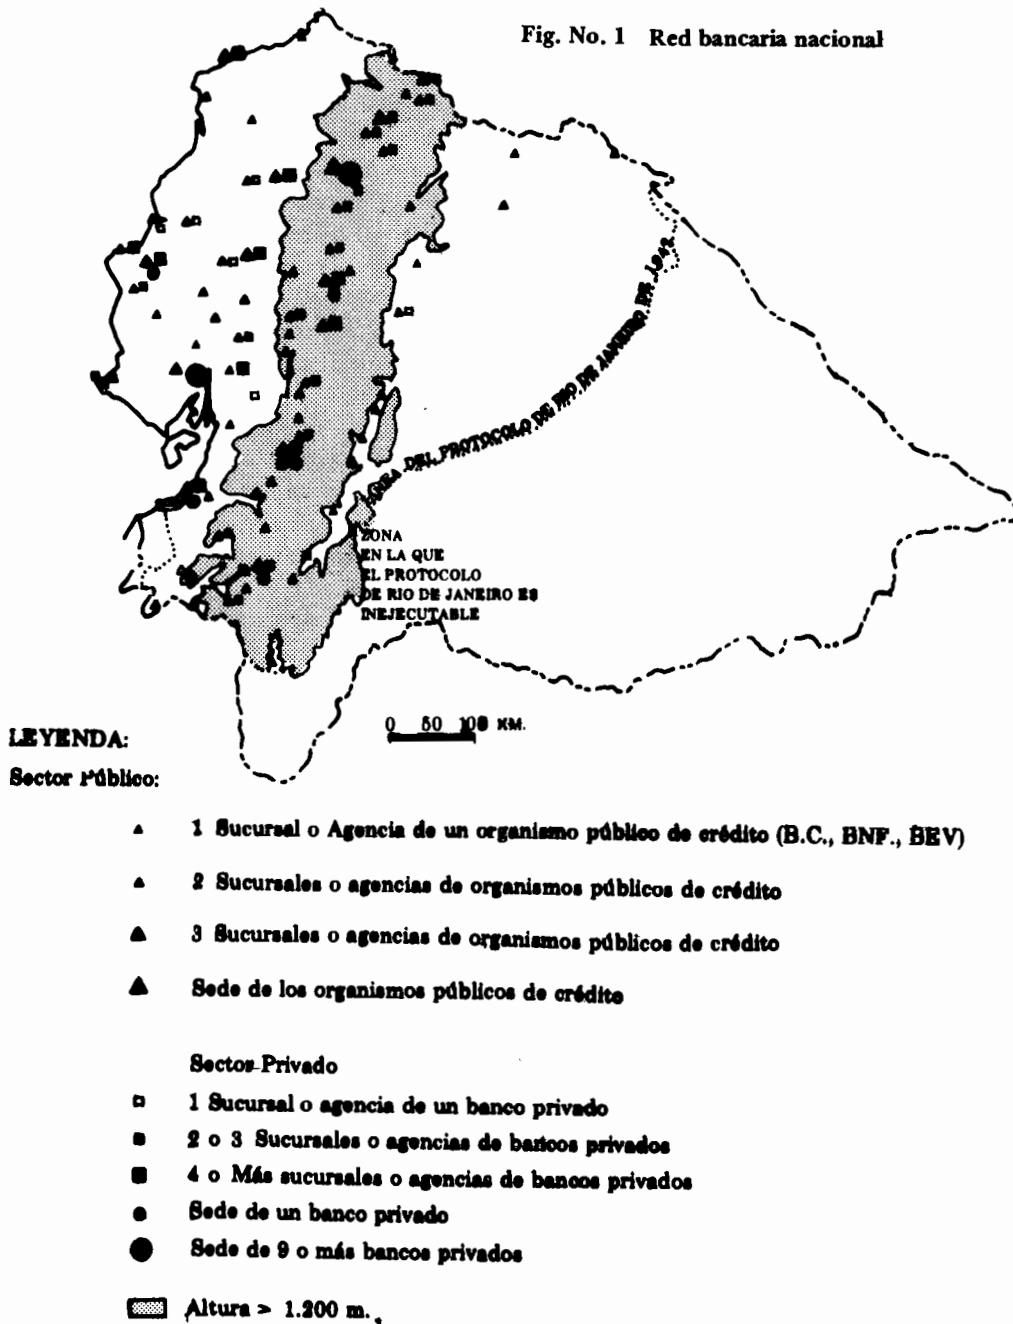 Fig. No. 1 Red bancaria nacional
LINEA DEL PROTOCOLO DE RIO DE JANEIRO DE 1942
ZONA
EN LA QUE
EL PROTOCOLO
DE RIO DE JANEIRO ES
INEJECUTABLE
0 50 100 KM.
LEYENDA:
Sector Público:
1 Sucursal o Agencia de un organismo público de crédito (B.C., BNF., BEV)
2 Sucursales o agencias de organismos públicos de crédito
3 Sucursales o agencias de organismos públicos de crédito
Sede de los organismos públicos de crédito
Sector Privado
1 Sucursal o agencia de un banco privado
2 o 3 Sucursales o agencias de bancos privados
4 o Más sucursales o agencias de bancos privados
Sede de un banco privado
Sede de 9 o más bancos privados
Altura > 1.200 m.